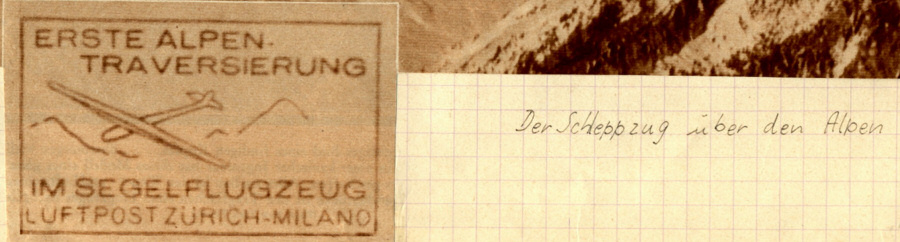 ERSTE ALPEN-
TRAVERSIERUNG
IM SEGELFLUGZEUG
LUFTPOST ZÜRICH-MILANO
Der Schleppzug über den Alpen